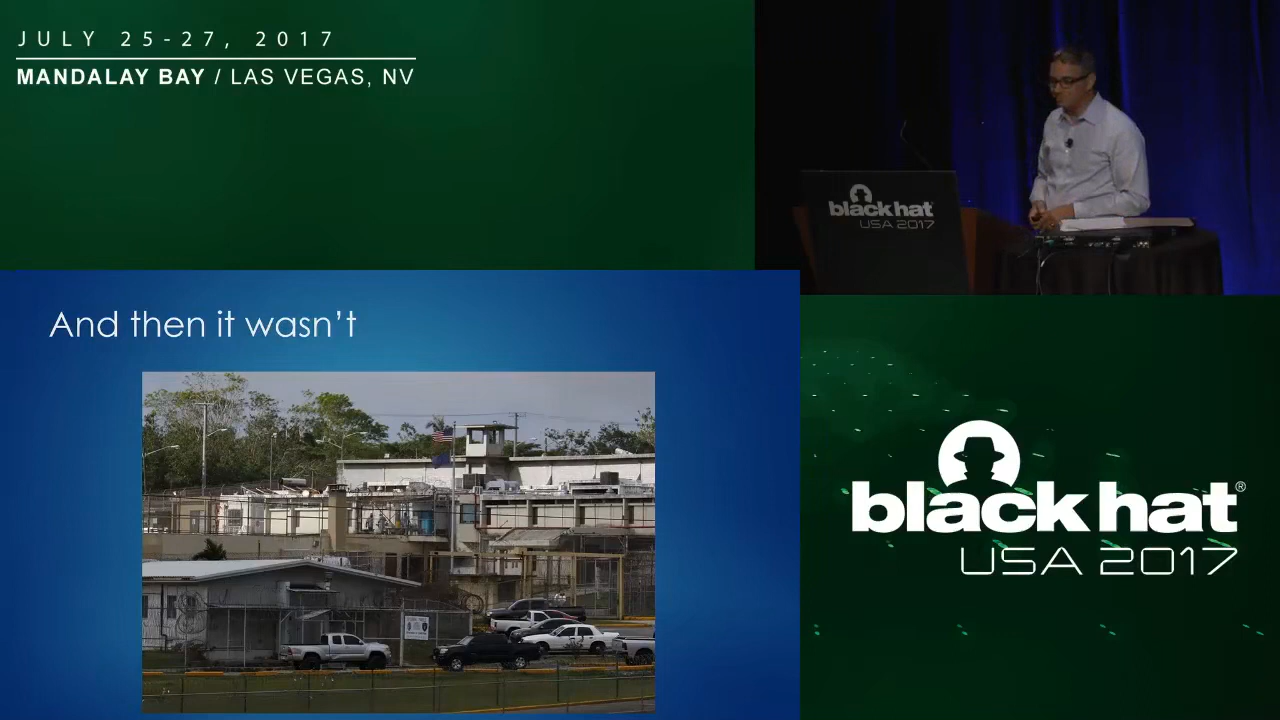 JULY 25-27, 2017
MANDALAY BAY / LAS VEGAS, NV
black hat
USA 2017
And then it wasn't
black hat®
USA 2017